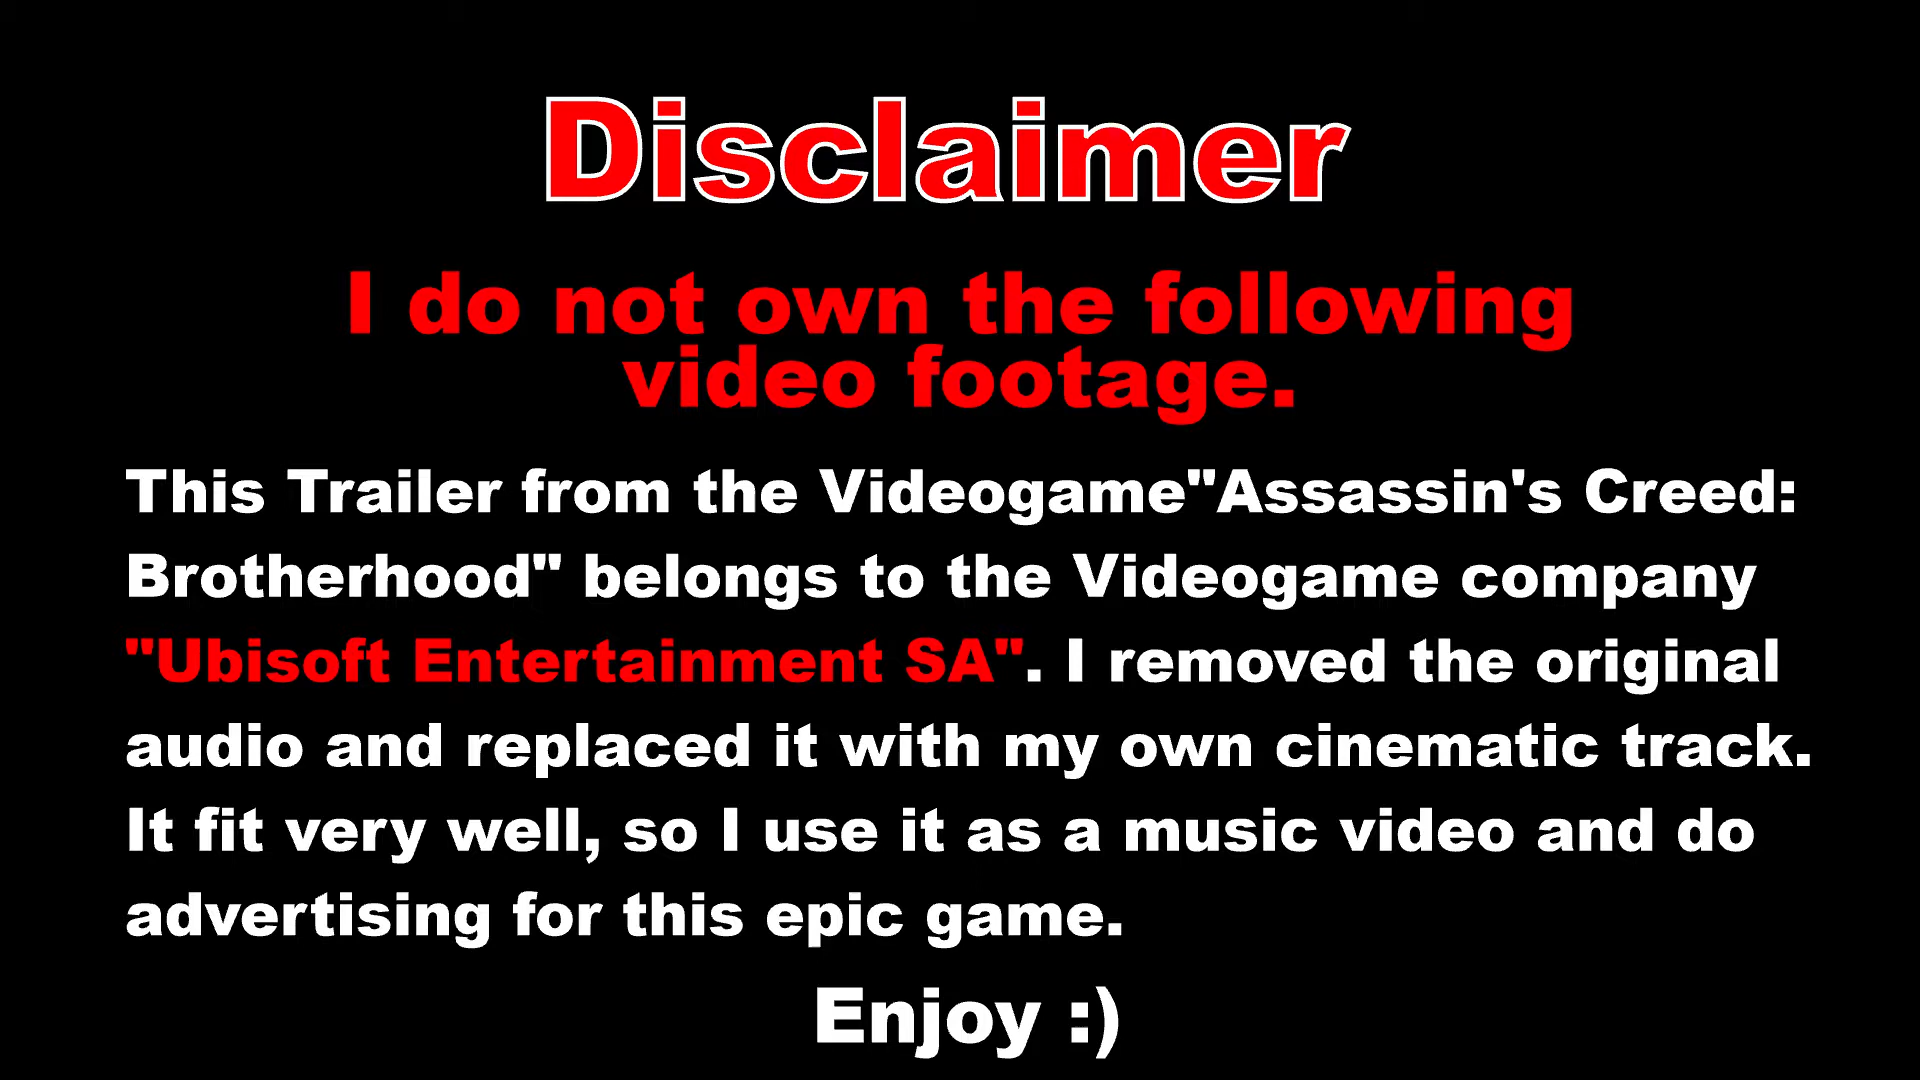 Disclaimer
I do not own the following
video footage.
This Trailer from the Videogame"Assassin's Creed:
Brotherhood" belongs to the Videogame company
"Ubisoft Entertainment SA". I removed the original
audio and replaced it with my own cinematic track.
It fit very well, so I use it as a music video and do
advertising for this epic game.
Enjoy :)